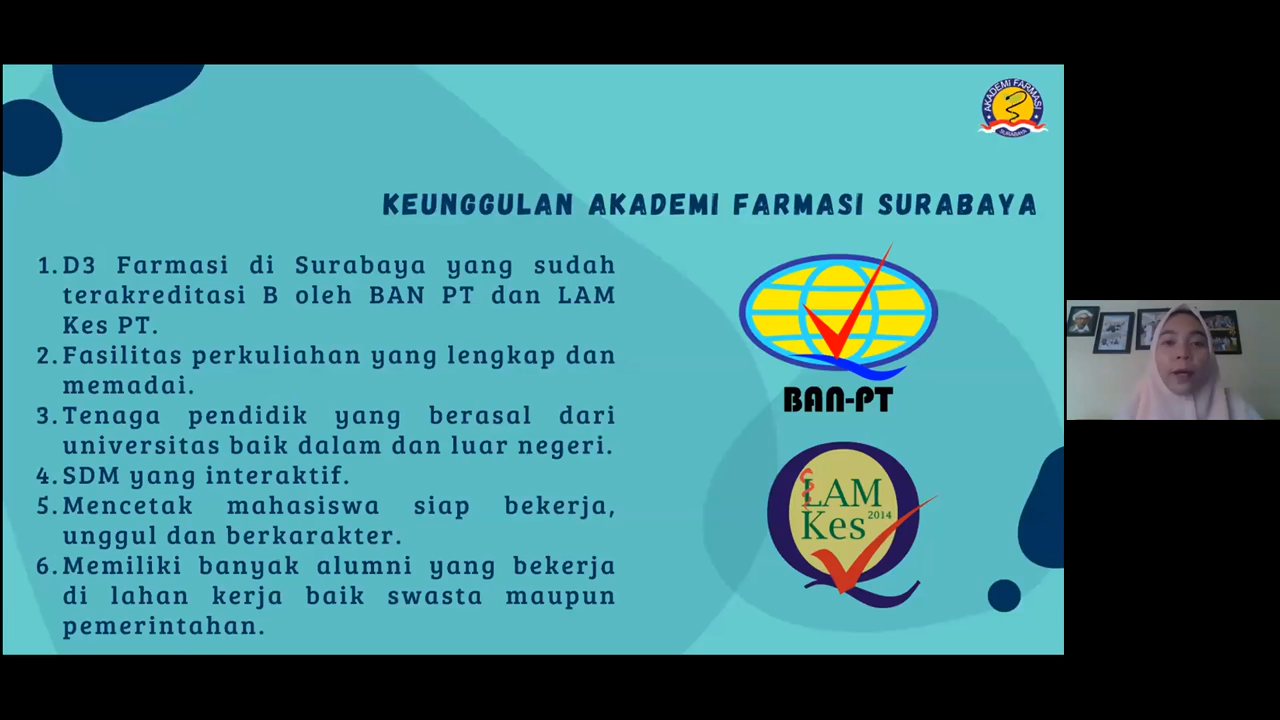 AKADEMI FARMASI
SURABAYA
KEUNGGULAN AKADEMI FARMASI SURABAYA
1. D3 Farmasi di Surabaya yang sudah
terakreditasi B oleh BAN PT dan LAM
Kes PT.
2. Fasilitas perkuliahan yang lengkap dan
memadai.
3. Tenaga pendidik yang berasal dari
universitas baik dalam dan luar negeri.
4. SDM yang interaktif.
5. Mencetak mahasiswa siap bekerja,
unggul dan berkarakter.
6. Memiliki banyak alumni yang bekerja
di lahan kerja baik swasta maupun
pemerintahan.
BAN-PT
LAM
Kes 2014